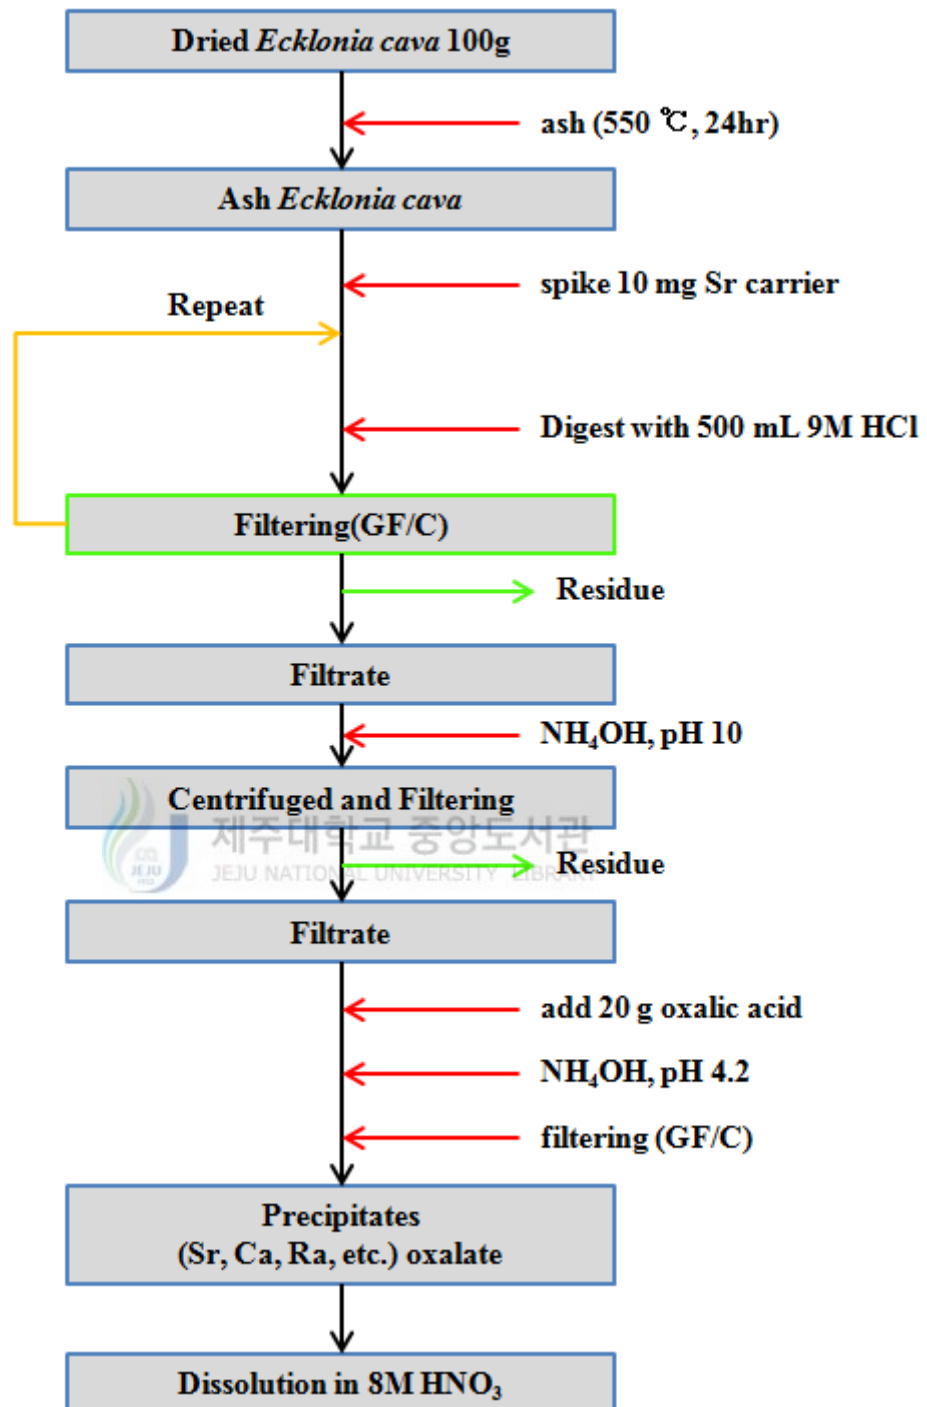 Dried Ecklonia cava 100g
ash (550 ℃, 24hr)
Ash Ecklonia cava
spike 10 mg Sr carrier
Repeat
Digest with 500 mL 9M HCl
Filtering(GF/C)
Residue
Filtrate
NH₄OH, pH 10
Centrifuged and Filtering
제주대학교 중앙도서관
JEJU NATIONAL UNIVERSITY LIBRARY
JEJU
1952
Residue
Filtrate
add 20 g oxalic acid
NH₄OH, pH 4.2
filtering (GF/C)
Precipitates
(Sr, Ca, Ra, etc.) oxalate
Dissolution in 8M HNO₃